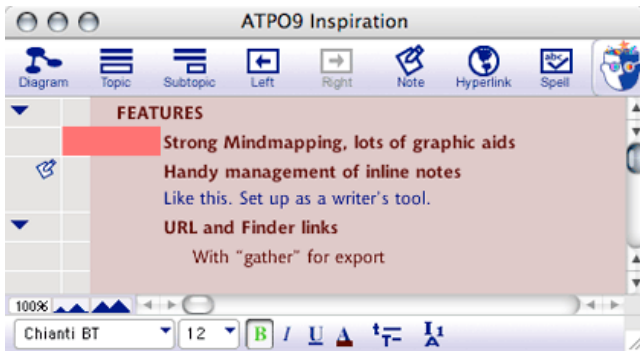 ATPO9 Inspiration
Diagram Topic Subtopic Left Right Note Hyperlink Spell
FEATURES
Strong Mindmapping, lots of graphic aids
Handy management of inline notes
Like this. Set up as a writer's tool.
URL and Finder links
With “gather” for export
100%
Chianti BT 12 B I U A